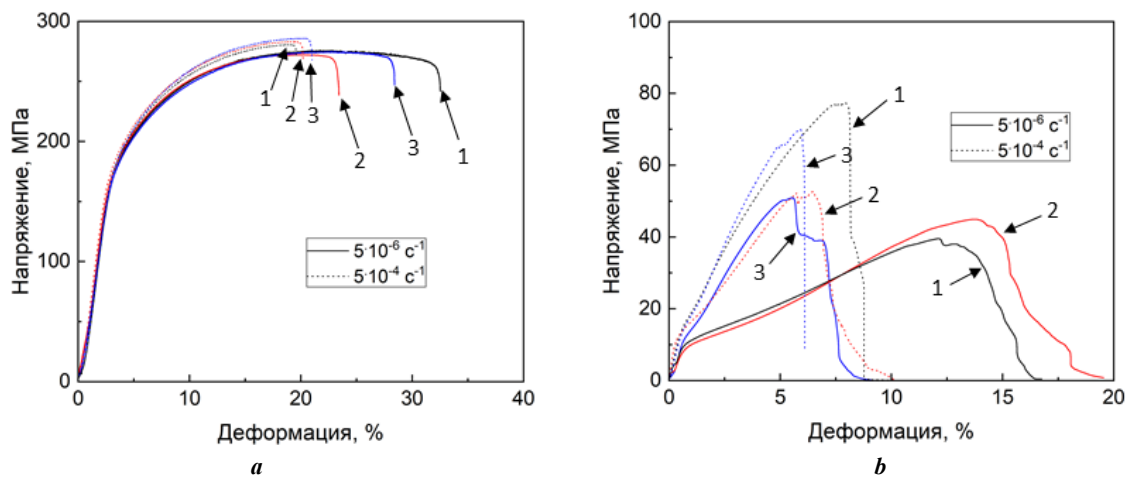 300
200
100
0
Напряжение, МПа
0 10 20 30 40
Деформация, %
1 2 3
2 3 1
5·10⁻⁶ с⁻¹
5·10⁻⁴ с⁻¹
a
100
80
60
40
20
0
Напряжение, МПа
0 5 10 15 20
Деформация, %
1
3
2
2
3
1
5·10⁻⁶ с⁻¹
5·10⁻⁴ с⁻¹
b